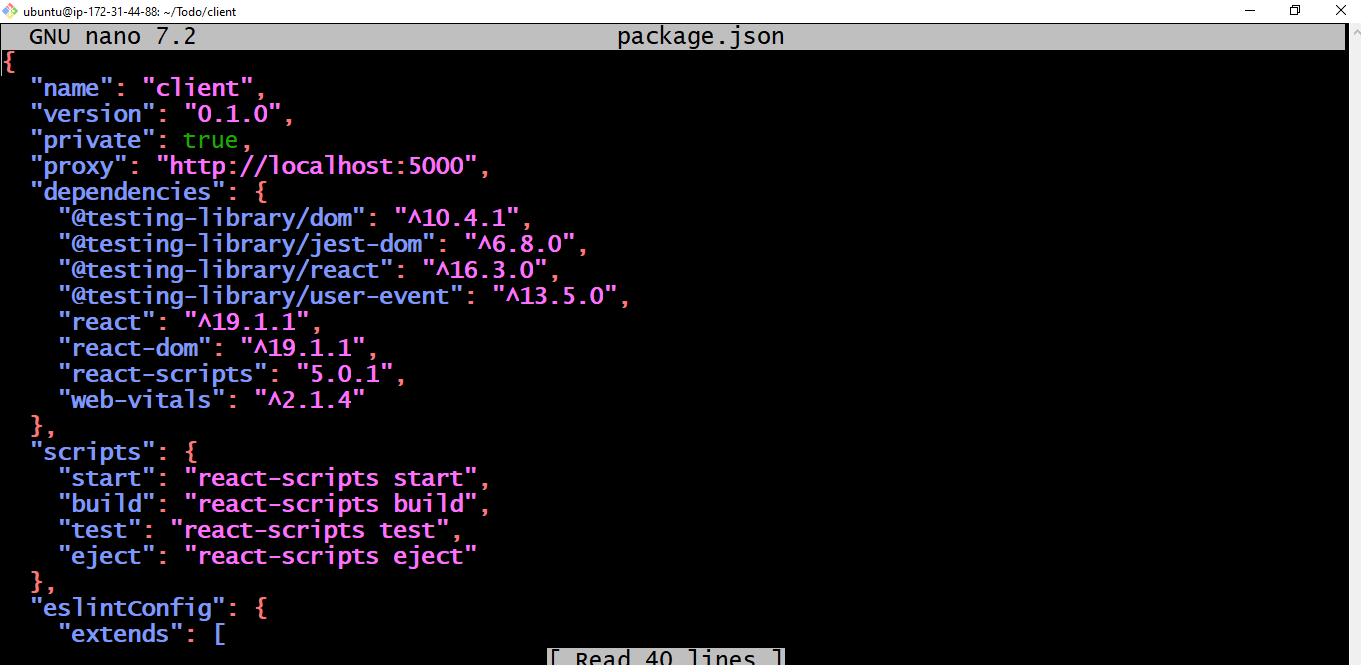 ubuntu@ip-172-31-44-88: ~/Todo/client
GNU nano 7.2 package.json
{
  "name": "client",
  "version": "0.1.0",
  "private": true,
  "proxy": "http://localhost:5000",
  "dependencies": {
    "@testing-library/dom": "^10.4.1",
    "@testing-library/jest-dom": "^6.8.0",
    "@testing-library/react": "^16.3.0",
    "@testing-library/user-event": "^13.5.0",
    "react": "^19.1.1",
    "react-dom": "^19.1.1",
    "react-scripts": "5.0.1",
    "web-vitals": "^2.1.4"
  },
  "scripts": {
    "start": "react-scripts start",
    "build": "react-scripts build",
    "test": "react-scripts test",
    "eject": "react-scripts eject"
  },
  "eslintConfig": {
    "extends": [
[ Read 40 lines ]